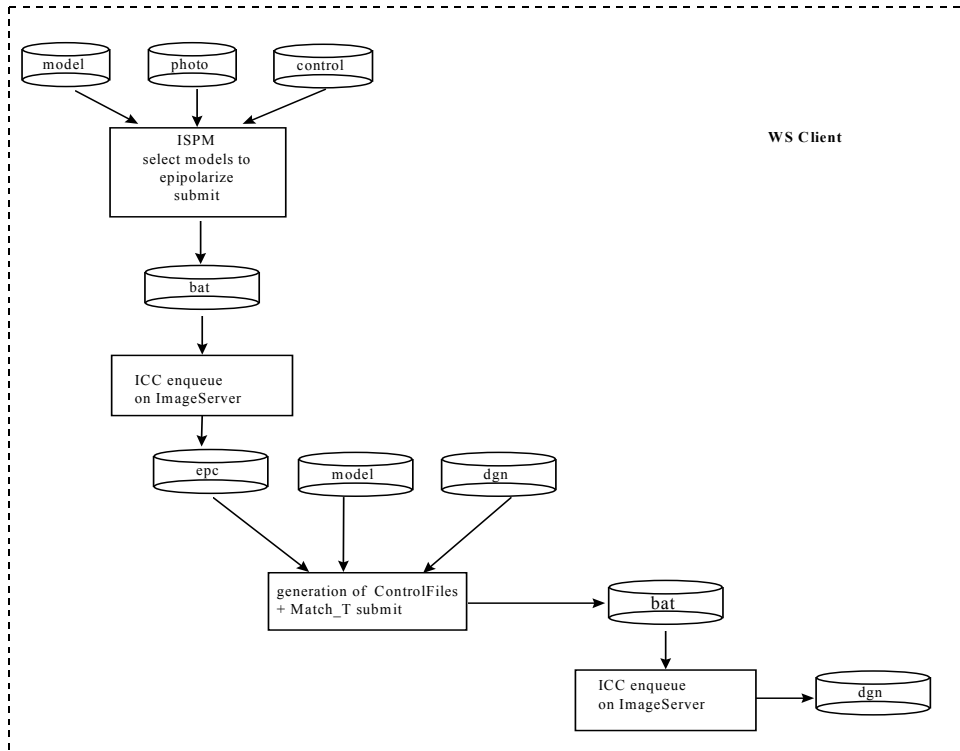 model
photo
control
ISPM
select models to
epipolarize
submit
WS Client
bat
ICC enqueue
on ImageServer
epc
model
dgn
generation of ControlFiles
+ Match_T submit
bat
ICC enqueue
on ImageServer
dgn